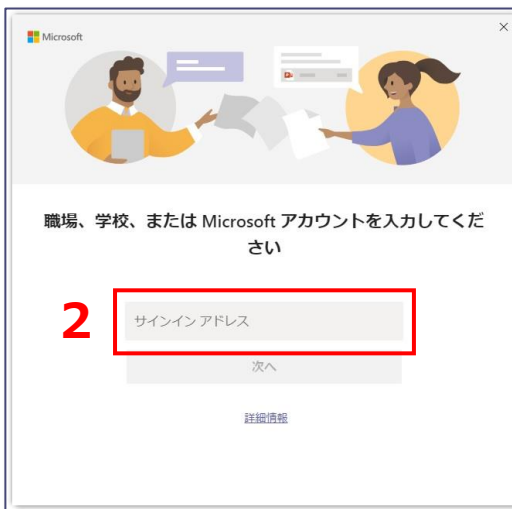 Microsoft
職場、学校、または Microsoft アカウントを入力してくだ
さい
2
サインイン アドレス
次へ
詳細情報